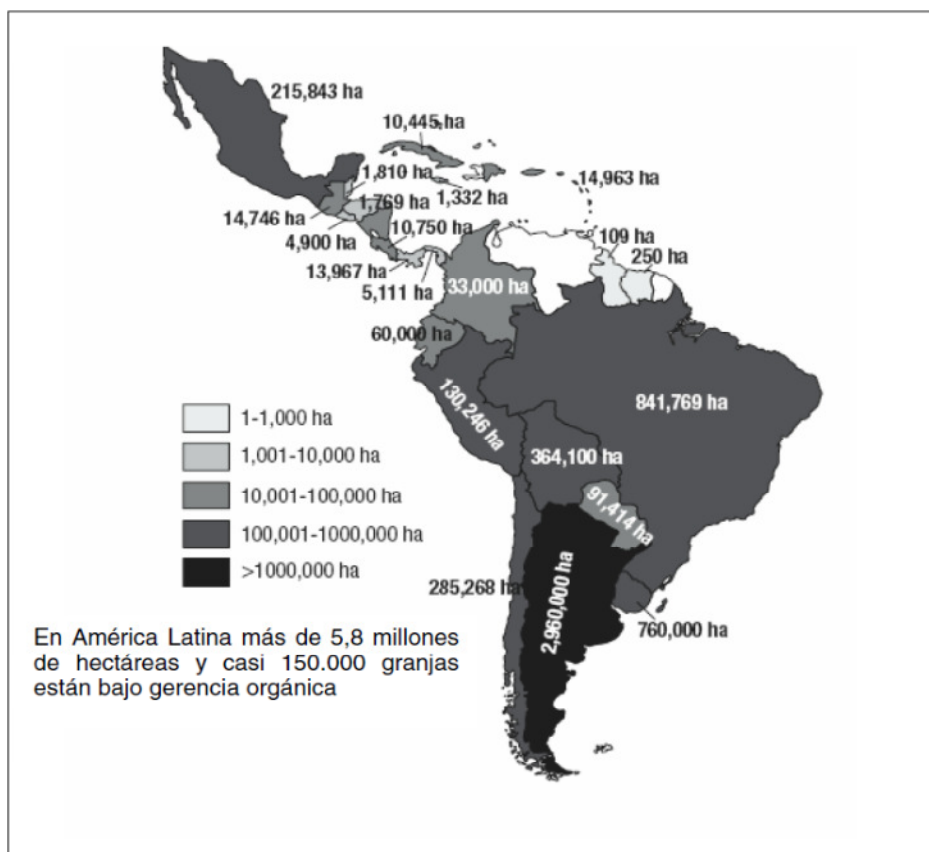 215,843 ha
10,445 ha
1,810 ha
14,963 ha
1,769 ha
1,332 ha
14,746 ha
10,750 ha
4,900 ha
109 ha
250 ha
13,967 ha
5,111 ha
33,000 ha
60,000 ha
130,246 ha
841,769 ha
1-1,000 ha
1,001-10,000 ha
364,100 ha
10,001-100,000 ha
91,414 ha
100,001-1000,000 ha
>1000,000 ha
285,268 ha
2,960,000 ha
760,000 ha
En América Latina más de 5,8 millones
de hectáreas y casi 150.000 granjas
están bajo gerencia orgánica